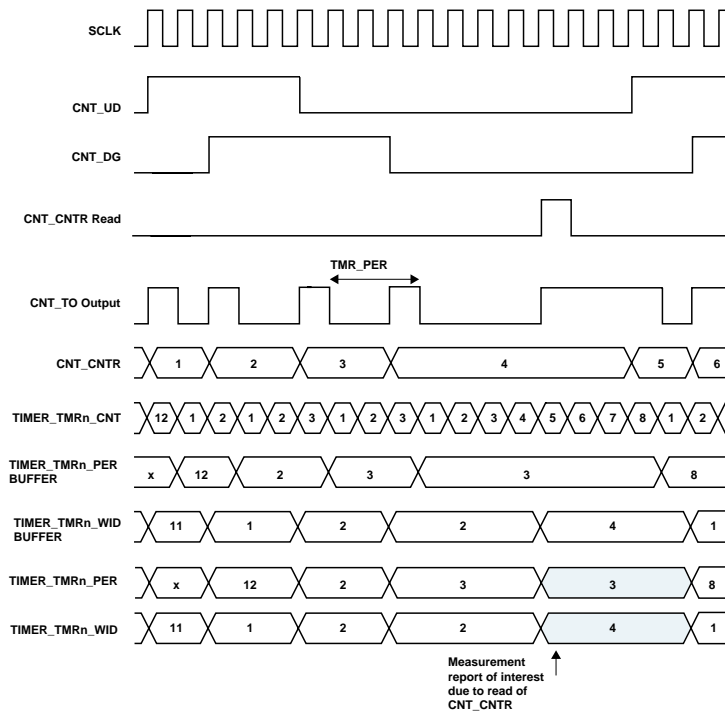 SCLK
CNT_UD
CNT_DG
CNT_CNTR Read
TMR_PER
CNT_TO Output
CNT_CNTR 1 2 3 4 5 6
TIMER_TMRn_CNT 12 1 2 1 2 3 1 2 3 1 2 3 4 5 6 7 8 1 2
TIMER_TMRn_PER
BUFFER x 12 2 3 3 8
TIMER_TMRn_WID
BUFFER 11 1 2 2 4 1
TIMER_TMRn_PER x 12 2 3 3 8
TIMER_TMRn_WID 11 1 2 2 4 1
Measurement
report of interest
due to read of
CNT_CNTR